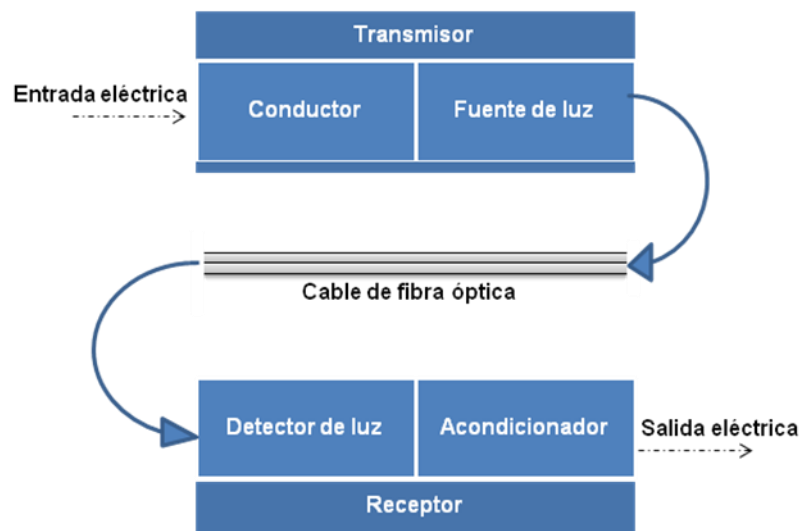 Transmisor
Entrada eléctrica
Conductor
Fuente de luz
Cable de fibra óptica
Detector de luz
Acondicionador
Salida eléctrica
Receptor